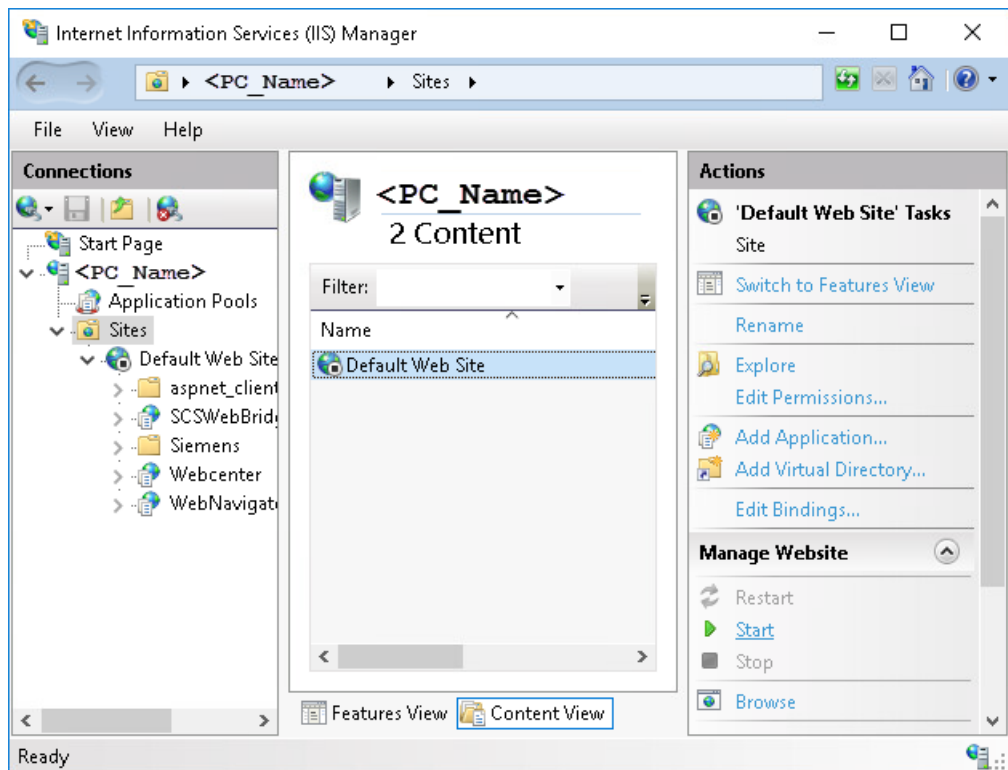 Internet Information Services (IIS) Manager
<PC_Name> Sites
File View Help
Connections
Start Page
<PC_Name>
Application Pools
Sites
Default Web Site
aspnet_client
SCSWebBrid
Siemens
Webcenter
WebNavigat
<PC_Name>
2 Content
Filter:
Name
Default Web Site
Features View Content View
Actions
'Default Web Site' Tasks
Site
Switch to Features View
Rename
Explore
Edit Permissions...
Add Application...
Add Virtual Directory...
Edit Bindings...
Manage Website
Restart
Start
Stop
Browse
Ready